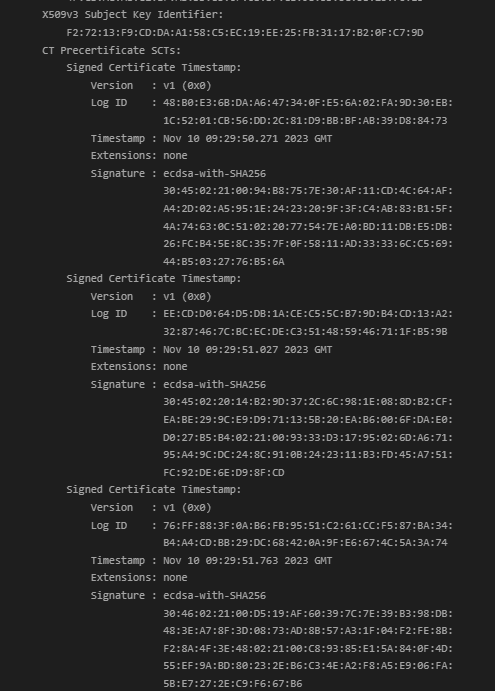 X509v3 Subject Key Identifier:
F2:72:13:F9:CD:DA:A1:58:C5:EC:19:EE:25:FB:31:17:B2:0F:C7:9D
CT Precertificate SCTs:
Signed Certificate Timestamp:
Version : v1 (0x0)
Log ID : 48:B0:E3:6B:DA:A6:47:34:0F:E5:6A:02:FA:9D:30:EB:
1C:52:01:CB:56:DD:2C:81:D9:BB:BF:AB:39:D8:84:73
Timestamp : Nov 10 09:29:50.271 2023 GMT
Extensions: none
Signature : ecdsa-with-SHA256
30:45:02:21:00:94:B8:75:7E:30:AF:11:CD:4C:64:AF:
A4:2D:02:A5:95:1E:24:23:20:9F:3F:C4:AB:83:B1:5F:
4A:74:63:0C:51:02:20:77:54:7E:A0:BD:11:DB:E5:DB:
26:FC:B4:5E:8C:35:7F:0F:58:11:AD:33:33:6C:C5:69:
44:B5:03:27:76:B5:6A
Signed Certificate Timestamp:
Version : v1 (0x0)
Log ID : EE:CD:D0:64:D5:DB:1A:CE:C5:5C:B7:9D:B4:CD:13:A2:
32:87:46:7C:BC:EC:DE:C3:51:48:59:46:71:1F:B5:9B
Timestamp : Nov 10 09:29:51.027 2023 GMT
Extensions: none
Signature : ecdsa-with-SHA256
30:45:02:20:14:B2:9D:37:2C:6C:98:1E:08:8D:B2:CF:
EA:BE:29:9C:E9:D9:71:13:5B:20:EA:B6:00:6F:DA:E0:
D0:27:B5:B4:02:21:00:93:33:D3:17:95:02:6D:A6:71:
95:A4:9C:DC:24:8C:91:0B:24:23:11:B3:FD:45:A7:51:
FC:92:DE:6E:D9:8F:CD
Signed Certificate Timestamp:
Version : v1 (0x0)
Log ID : 76:FF:88:3F:0A:B6:FB:95:51:C2:61:CC:F5:87:BA:34:
B4:A4:CD:BB:29:DC:68:42:0A:9F:E6:67:4C:5A:3A:74
Timestamp : Nov 10 09:29:51.763 2023 GMT
Extensions: none
Signature : ecdsa-with-SHA256
30:46:02:21:00:D5:19:AF:60:39:7C:7E:39:B3:98:DB:
48:3E:A7:8F:3D:08:73:AD:8B:57:A3:1F:04:F2:FE:8B:
F2:8A:4F:3E:48:02:21:00:C8:93:85:E1:5A:84:0F:4D:
55:EF:9A:BD:80:23:2E:B6:C3:4E:A2:F8:A5:E9:06:FA:
5B:E7:27:2E:C9:F6:67:B6